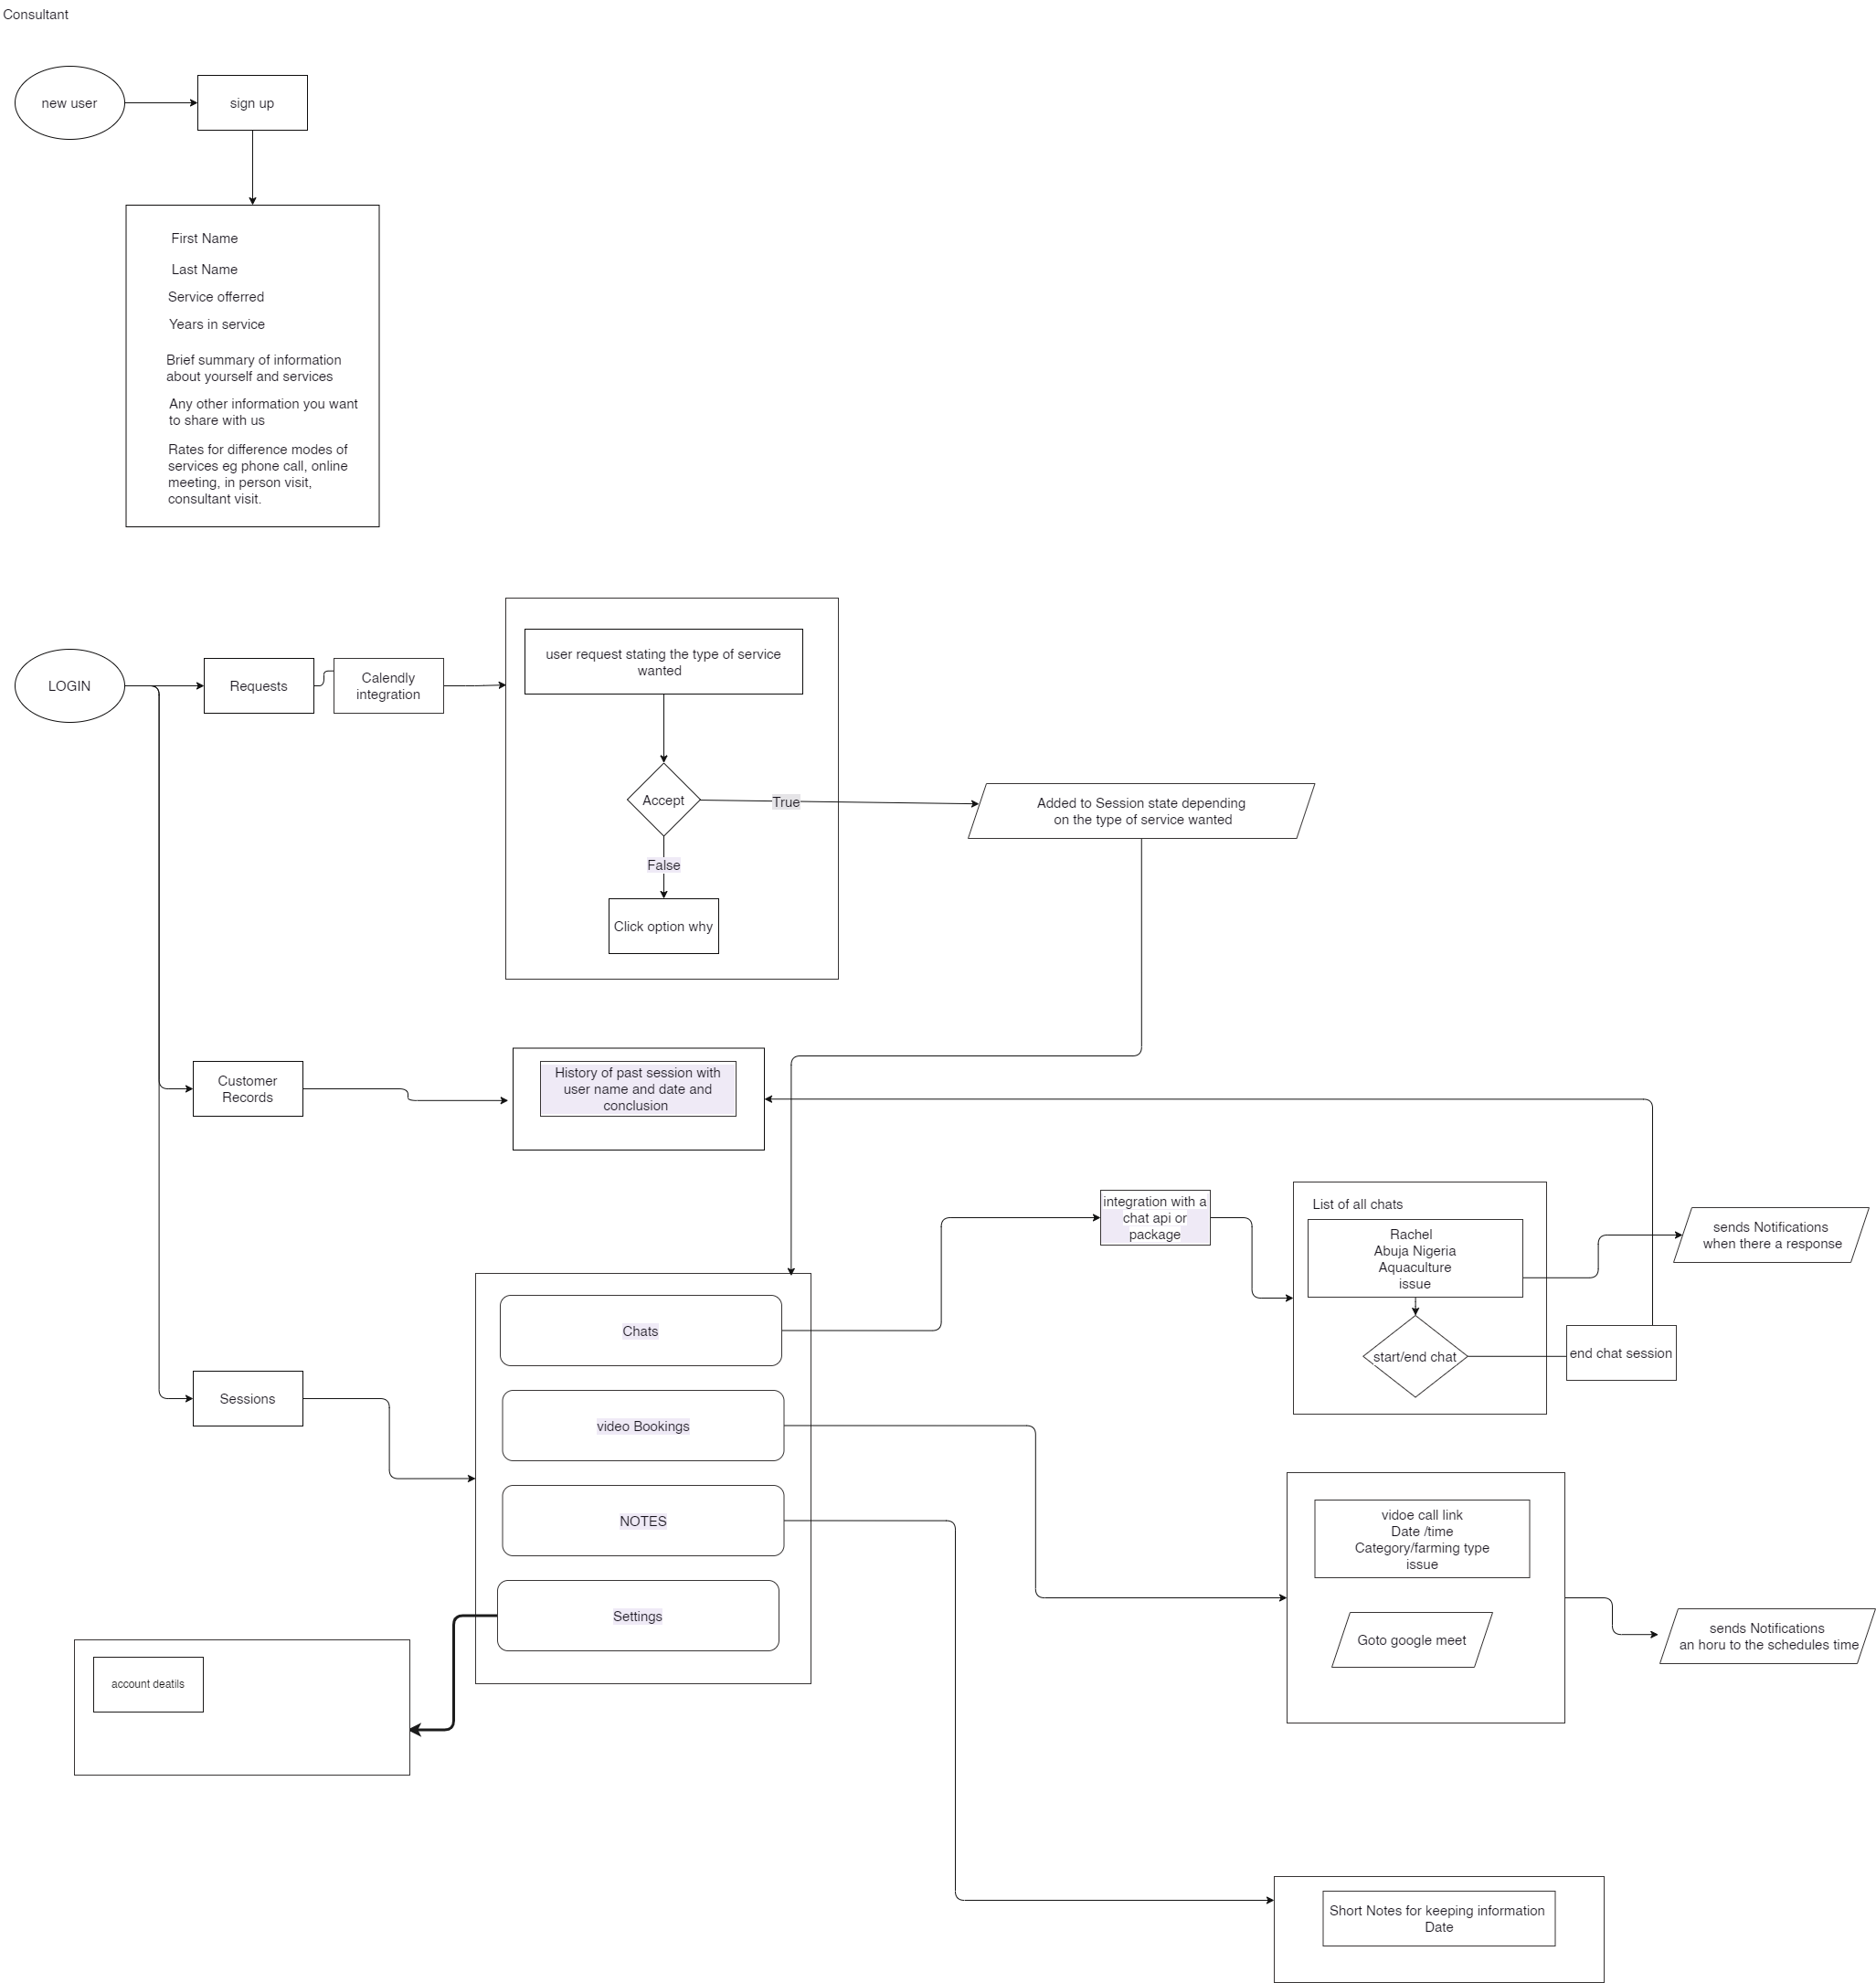 Consultant
new user
sign up
First Name
Last Name
Service offerred
Years in service
Brief summary of information
about yourself and services
Any other information you want
to share with us
Rates for difference modes of
services eg phone call, online
meeting, in person visit,
consultant visit.
LOGIN
Requests
Calendly
integration
user request stating the type of service
wanted
Accept
True
False
Click option why
Added to Session state depending
on the type of service wanted
Customer
Records
History of past session with
user name and date and
conclusion
Sessions
Chats
video Bookings
NOTES
Settings
account deatils
integration with a
chat api or
package
List of all chats
Rachel
Abuja Nigeria
Aquaculture
issue
start/end chat
end chat session
sends Notifications
when there a response
vidoe call link
Date /time
Category/farming type
issue
Goto google meet
sends Notifications
an horu to the schedules time
Short Notes for keeping information
Date